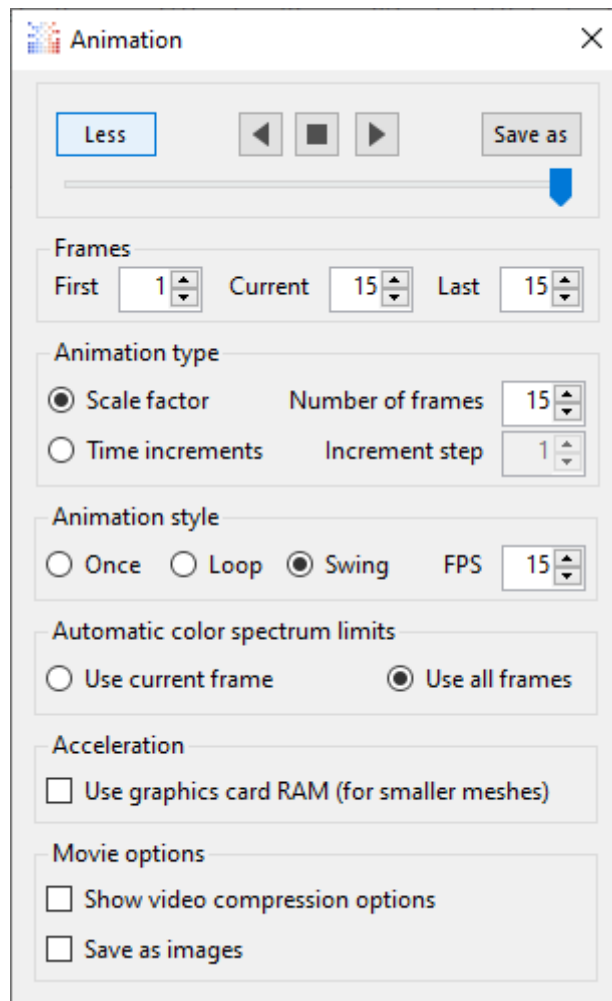 Animation
Less Save as
Frames
First 1 Current 15 Last 15
Animation type
Scale factor Number of frames 15
Time increments Increment step 1
Animation style
Once Loop Swing FPS 15
Automatic color spectrum limits
Use current frame Use all frames
Acceleration
Use graphics card RAM (for smaller meshes)
Movie options
Show video compression options
Save as images